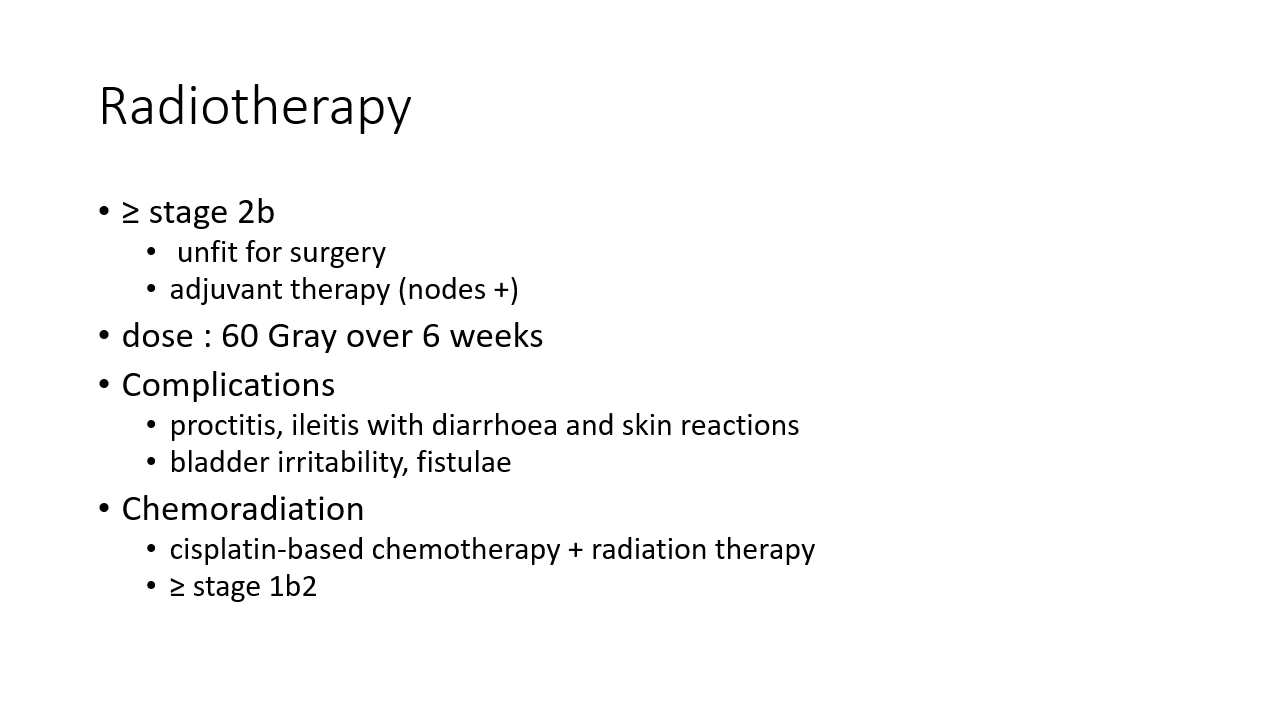 Radiotherapy
• ≥ stage 2b
• unfit for surgery
• adjuvant therapy (nodes +)
• dose : 60 Gray over 6 weeks
• Complications
• proctitis, ileitis with diarrhoea and skin reactions
• bladder irritability, fistulae
• Chemoradiation
• cisplatin-based chemotherapy + radiation therapy
• ≥ stage 1b2